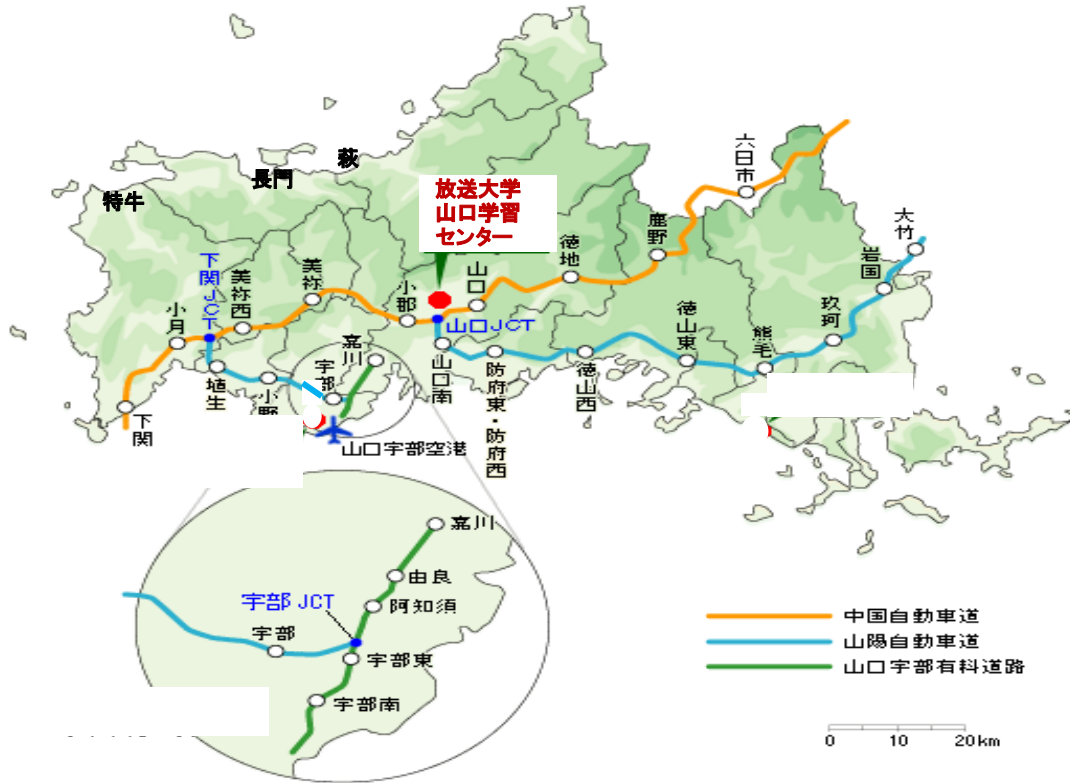 六日市
萩
長門
特牛
放送大学
山口学習
センター
大竹
鹿野
徳地
岩国
下関JCT
美祢西
美祢
山口
小郡
小月
山口JCT
玖珂
徳山東
熊毛
嘉川
宇部
山口南
埴生
小野
防府東・防府西
徳山西
下関
山口宇部空港
嘉川
由良
宇部JCT
阿知須
宇部
宇部東
宇部南
中国自動車道
山陽自動車道
山口宇部有料道路
0 10 20km